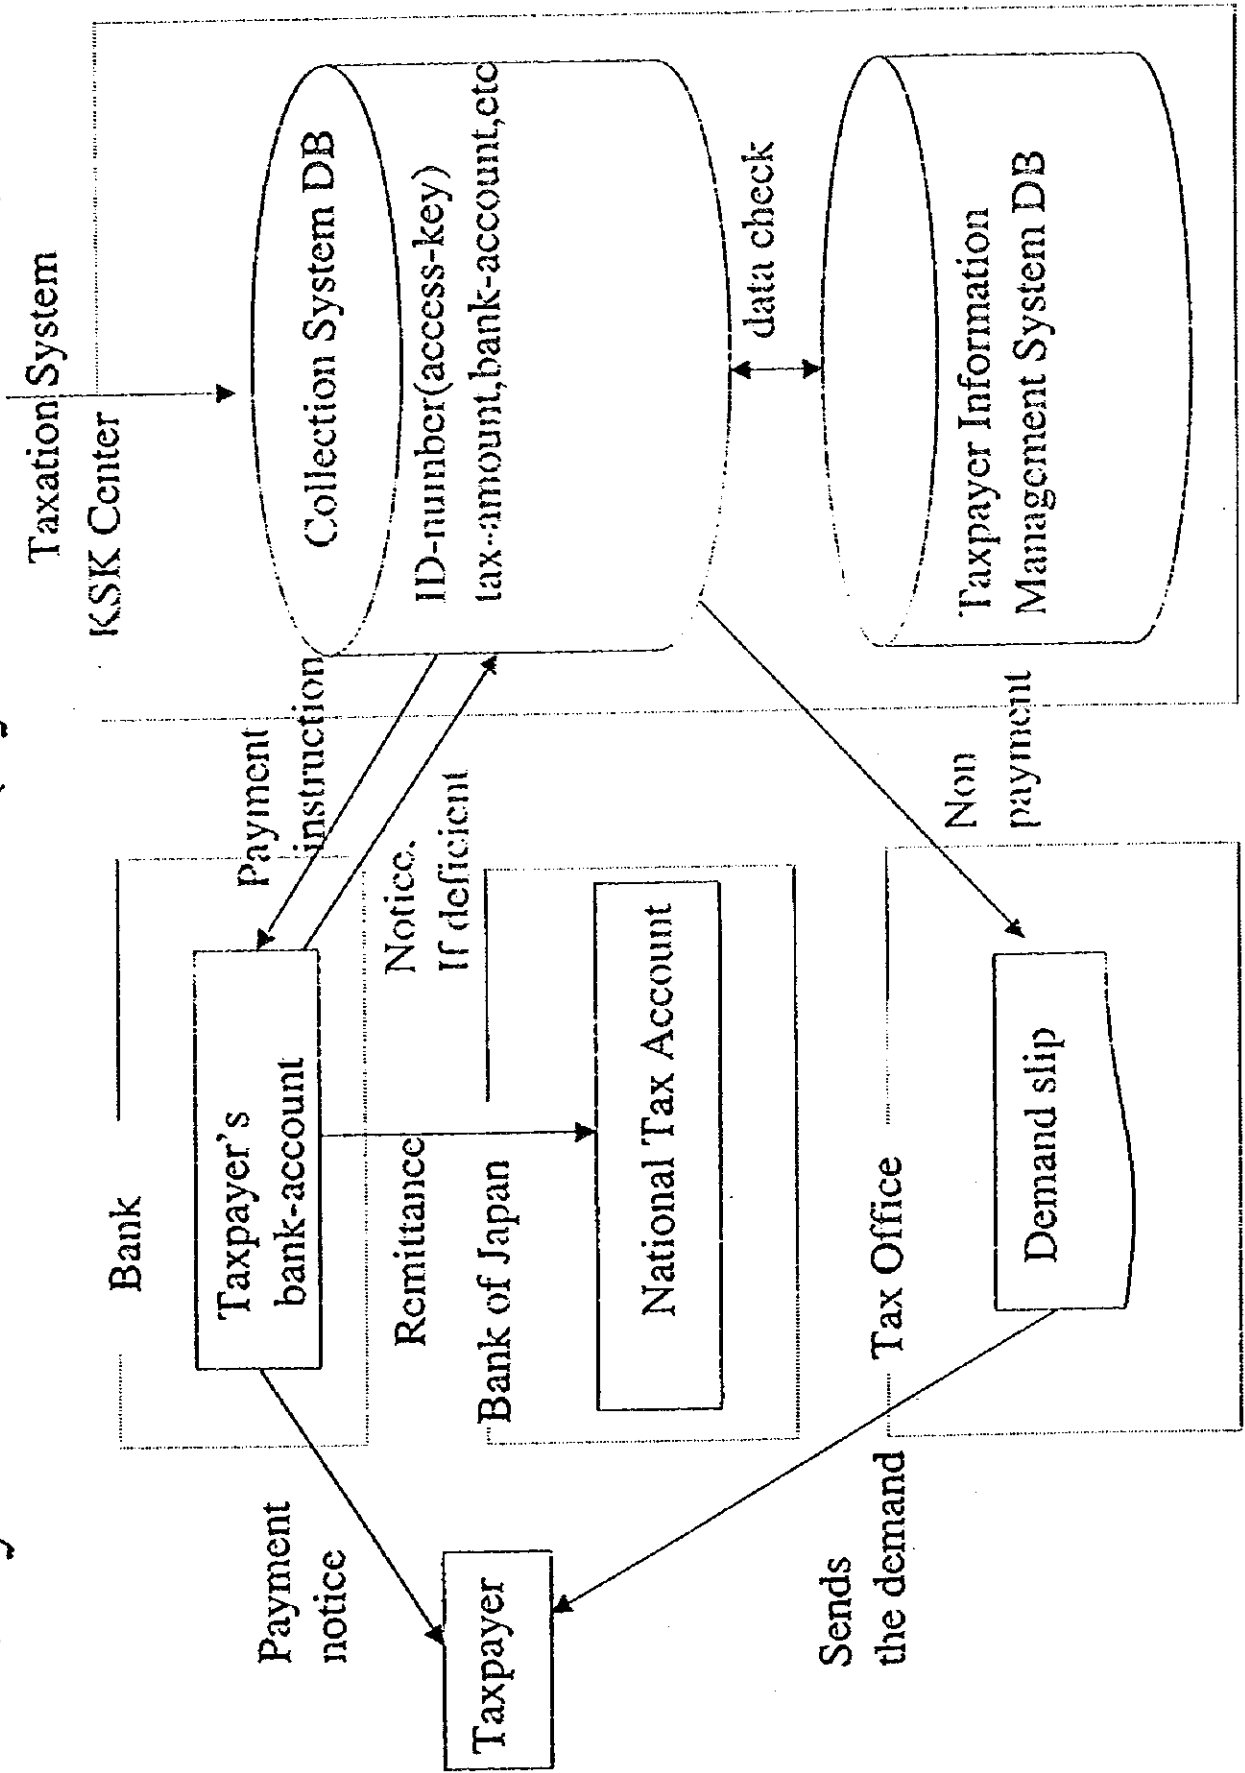 Taxation System
KSK Center
Collection System DB
ID-number(access-key)
tax-amount,bank-account,etc
data check
Taxpayer Information
Management System DB
Payment
instruction
Notice.
If deficient
Non
payment
Bank
Taxpayer's
bank-account
Remittance
Bank of Japan
National Tax Account
Tax Office
Demand slip
Payment
notice
Taxpayer
Sends
the demand